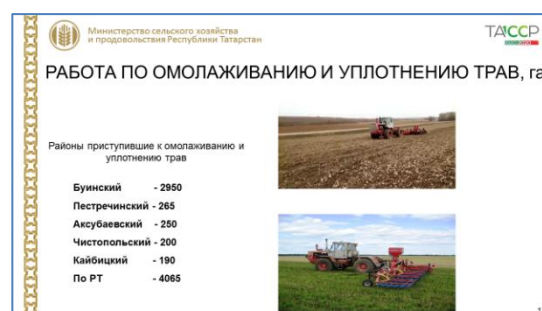 Министерство сельского хозяйства
и продовольствия Республики Татарстан
ТАССР
РАБОТА ПО ОМОЛАЖИВАНИЮ И УПЛОТНЕНИЮ ТРАВ, га
Районы приступившие к омолаживанию и
уплотнению трав
Буинский - 2950
Пестречинский - 265
Аксубаевский - 250
Чистопольский - 200
Кайбицкий - 190
По РТ - 4065